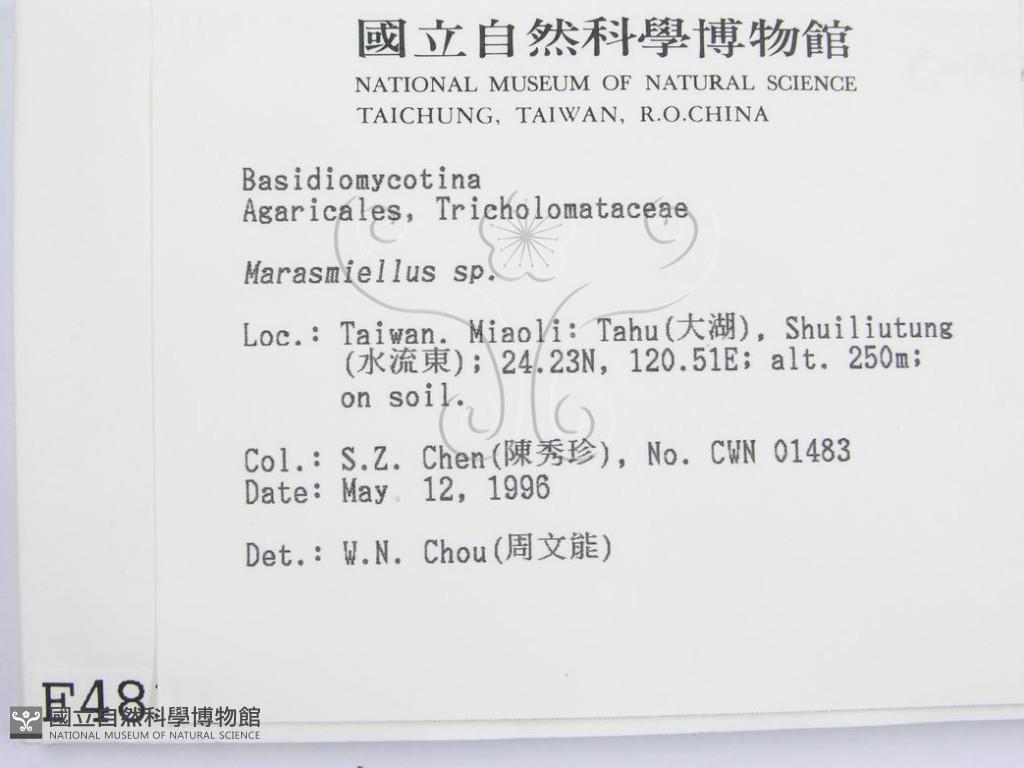 國立自然科學博物館
NATIONAL MUSEUM OF NATURAL SCIENCE
TAICHUNG, TAIWAN, R.O.CHINA
Basidiomycotina
Agaricales, Tricholomataceae
Marasmiellus sp.
Loc.: Taiwan. Miaoli: Tahu(大湖), Shuiliutung
(水流東); 24.23N, 120.51E; alt. 250m;
on soil.
Col.: S.Z. Chen(陳秀珍), No. CWN 01483
Date: May 12, 1996
Det.: W.N. Chou(周文能)
F48
國立自然科學博物館
NATIONAL MUSEUM OF NATURAL SCIENCE